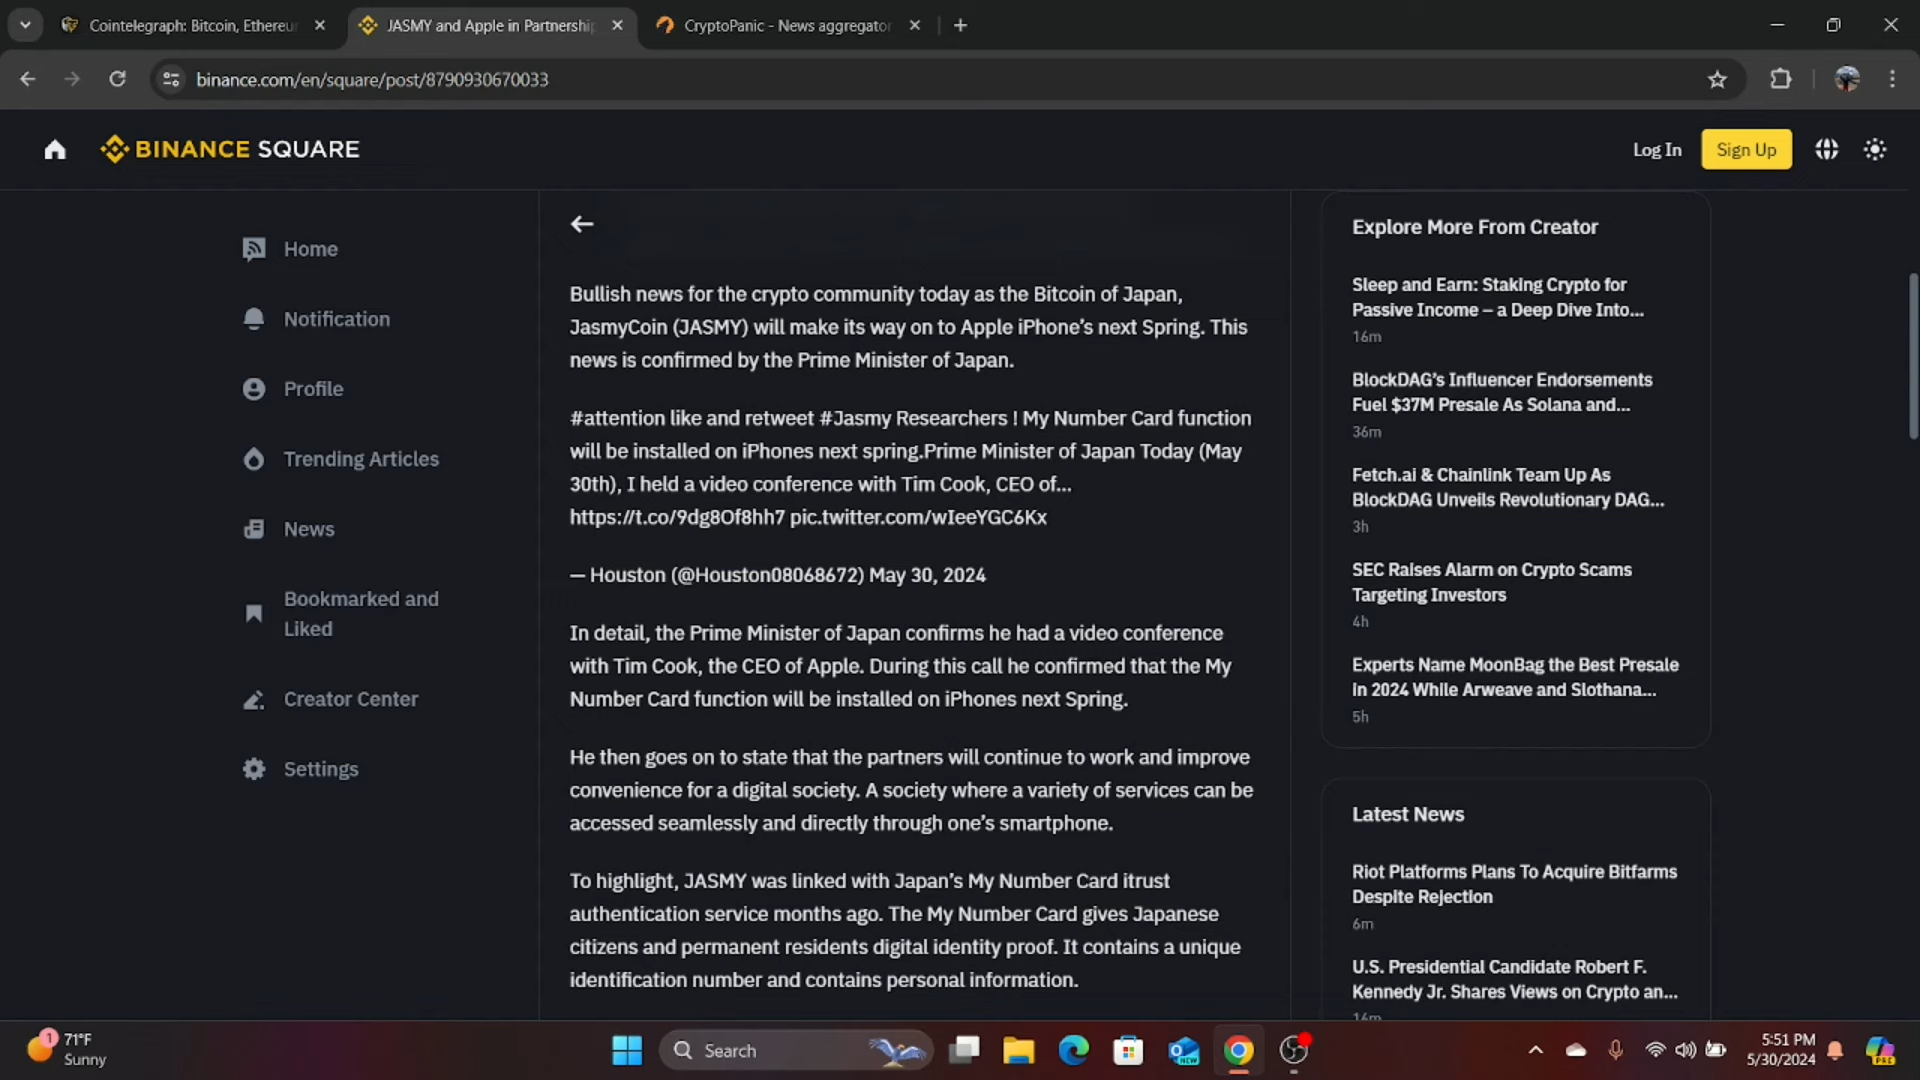 Cointelegraph: Bitcoin, Ethereu
JASMY and Apple in Partnership
CryptoPanic - News aggregator
binance.com/en/square/post/8790930670033
BINANCE SQUARE
Log In
Sign Up
Home
Notification
Profile
Trending Articles
News
Bookmarked and
Liked
Creator Center
Settings
Bullish news for the crypto community today as the Bitcoin of Japan,
JasmyCoin (JASMY) will make its way on to Apple iPhone's next Spring. This
news is confirmed by the Prime Minister of Japan.
#attention like and retweet #Jasmy Researchers ! My Number Card function
will be installed on iPhones next spring.Prime Minister of Japan Today (May
30th), I held a video conference with Tim Cook, CEO of...
https://t.co/9dg8Of8hh7 pic.twitter.com/wIeeYGC6Kx
— Houston (@Houston08068672) May 30, 2024
In detail, the Prime Minister of Japan confirms he had a video conference
with Tim Cook, the CEO of Apple. During this call he confirmed that the My
Number Card function will be installed on iPhones next Spring.
He then goes on to state that the partners will continue to work and improve
convenience for a digital society. A society where a variety of services can be
accessed seamlessly and directly through one's smartphone.
To highlight, JASMY was linked with Japan's My Number Card itrust
authentication service months ago. The My Number Card gives Japanese
citizens and permanent residents digital identity proof. It contains a unique
identification number and contains personal information.
Explore More From Creator
Sleep and Earn: Staking Crypto for
Passive Income – a Deep Dive Into...
16m
BlockDAG's Influencer Endorsements
Fuel $37M Presale As Solana and...
36m
Fetch.ai & Chainlink Team Up As
BlockDAG Unveils Revolutionary DAG...
3h
SEC Raises Alarm on Crypto Scams
Targeting Investors
4h
Experts Name MoonBag the Best Presale
in 2024 While Arweave and Slothana...
5h
Latest News
Riot Platforms Plans To Acquire Bitfarms
Despite Rejection
6m
U.S. Presidential Candidate Robert F.
Kennedy Jr. Shares Views on Crypto an...
16m
1
71°F
Sunny
Search
NEW
5:51 PM
5/30/2024
PRE